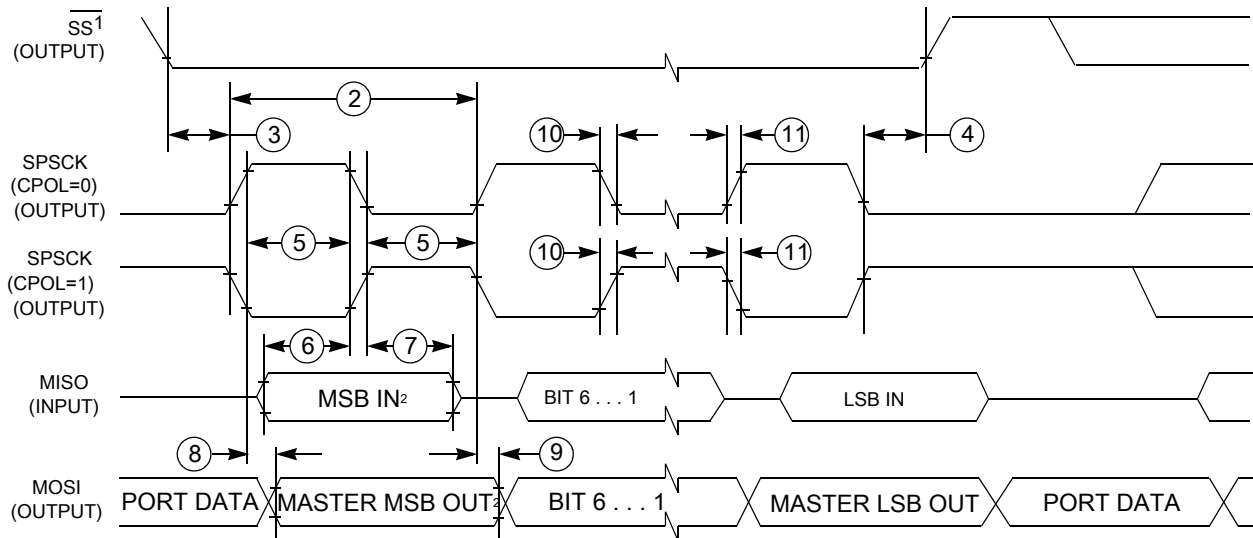 SS1
(OUTPUT)
2
3
10
11
4
SPSCK
(CPOL=0)
(OUTPUT)
5
5
SPSCK
(CPOL=1)
(OUTPUT)
10
11
6
7
MISO
(INPUT)
MSB IN2
BIT 6 . . . 1
LSB IN
8
9
MOSI
(OUTPUT)
PORT DATA
MASTER MSB OUT2
BIT 6 . . . 1
MASTER LSB OUT
PORT DATA